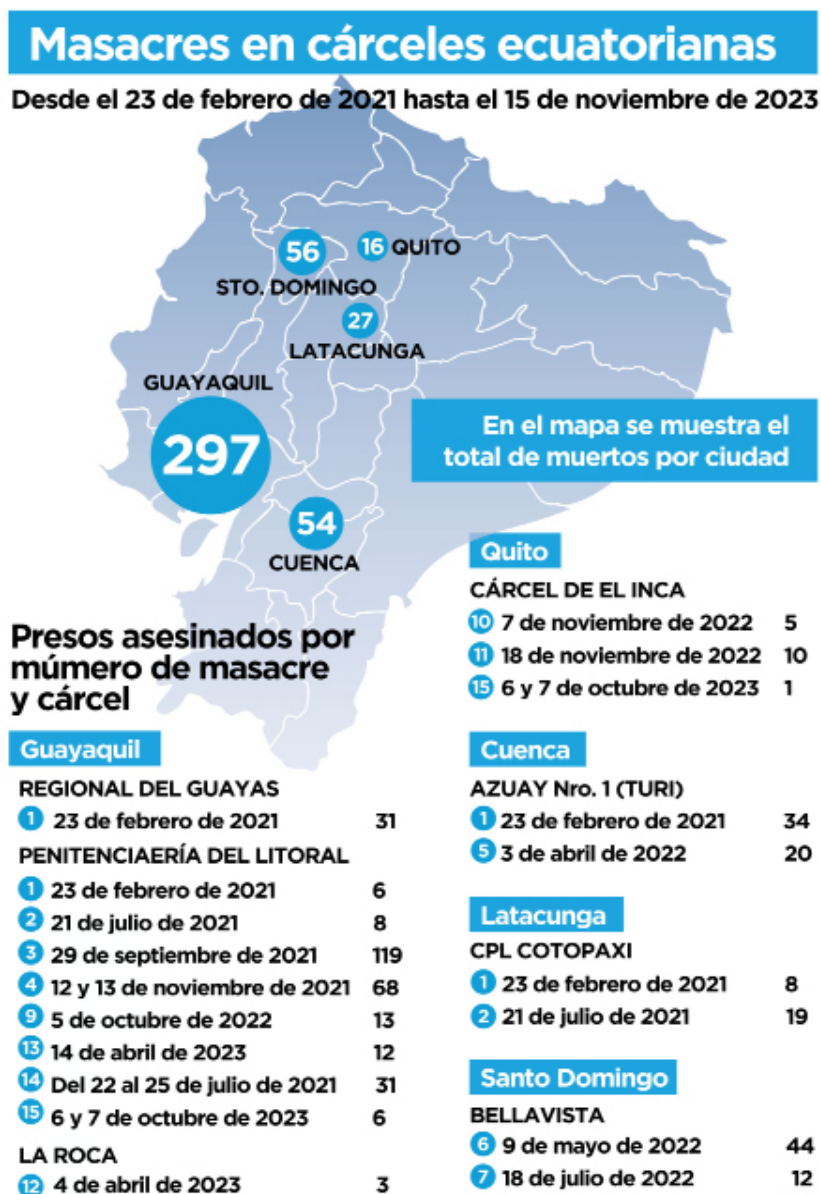 Masacres en cárceles ecuatorianas
Desde el 23 de febrero de 2021 hasta el 15 de noviembre de 2023
56
STO. DOMINGO
16 QUITO
27
LATACUNGA
GUAYAQUIL
297
54
CUENCA
En el mapa se muestra el
total de muertos por ciudad
Presos asesinados por
múmero de masacre
y cárcel
Guayaquil
REGIONAL DEL GUAYAS
1 23 de febrero de 2021 31
PENITENCIAERÍA DEL LITORAL
1 23 de febrero de 2021 6
2 21 de julio de 2021 8
3 29 de septiembre de 2021 119
4 12 y 13 de noviembre de 2021 68
9 5 de octubre de 2022 13
13 14 de abril de 2023 12
14 Del 22 al 25 de julio de 2021 31
15 6 y 7 de octubre de 2023 6
LA ROCA
12 4 de abril de 2023 3
Quito
CÁRCEL DE EL INCA
10 7 de noviembre de 2022 5
11 18 de noviembre de 2022 10
15 6 y 7 de octubre de 2023 1
Cuenca
AZUAY Nro. 1 (TURI)
1 23 de febrero de 2021 34
5 3 de abril de 2022 20
Latacunga
CPL COTOPAXI
1 23 de febrero de 2021 8
2 21 de julio de 2021 19
Santo Domingo
BELLAVISTA
6 9 de mayo de 2022 44
7 18 de julio de 2022 12